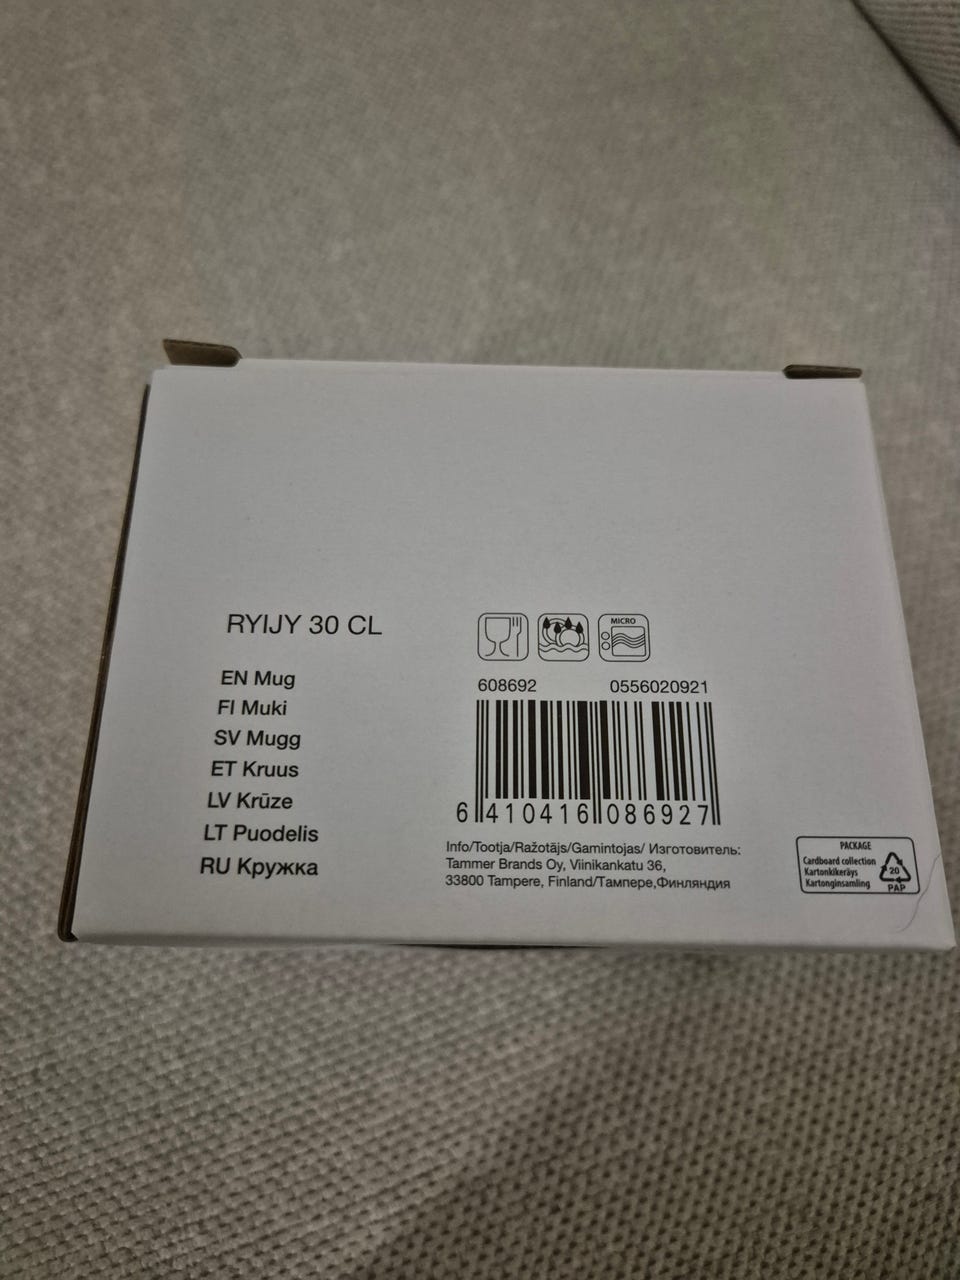 RYIJY 30 CL
EN Mug
FI Muki
SV Mugg
ET Kruus
LV Krūze
LT Puodelis
RU Кружка
MICRO
608692 0556020921
6 410416 086927
Info/Tootja/Ražotājs/Gamintojas/ Изготовитель:
Tammer Brands Oy, Viinikankatu 36,
33800 Tampere, Finland/Тампере,Финляндия
PACKAGE
Cardboard collection
Kartonkikeräys
Kartonginsamling
20
PAP